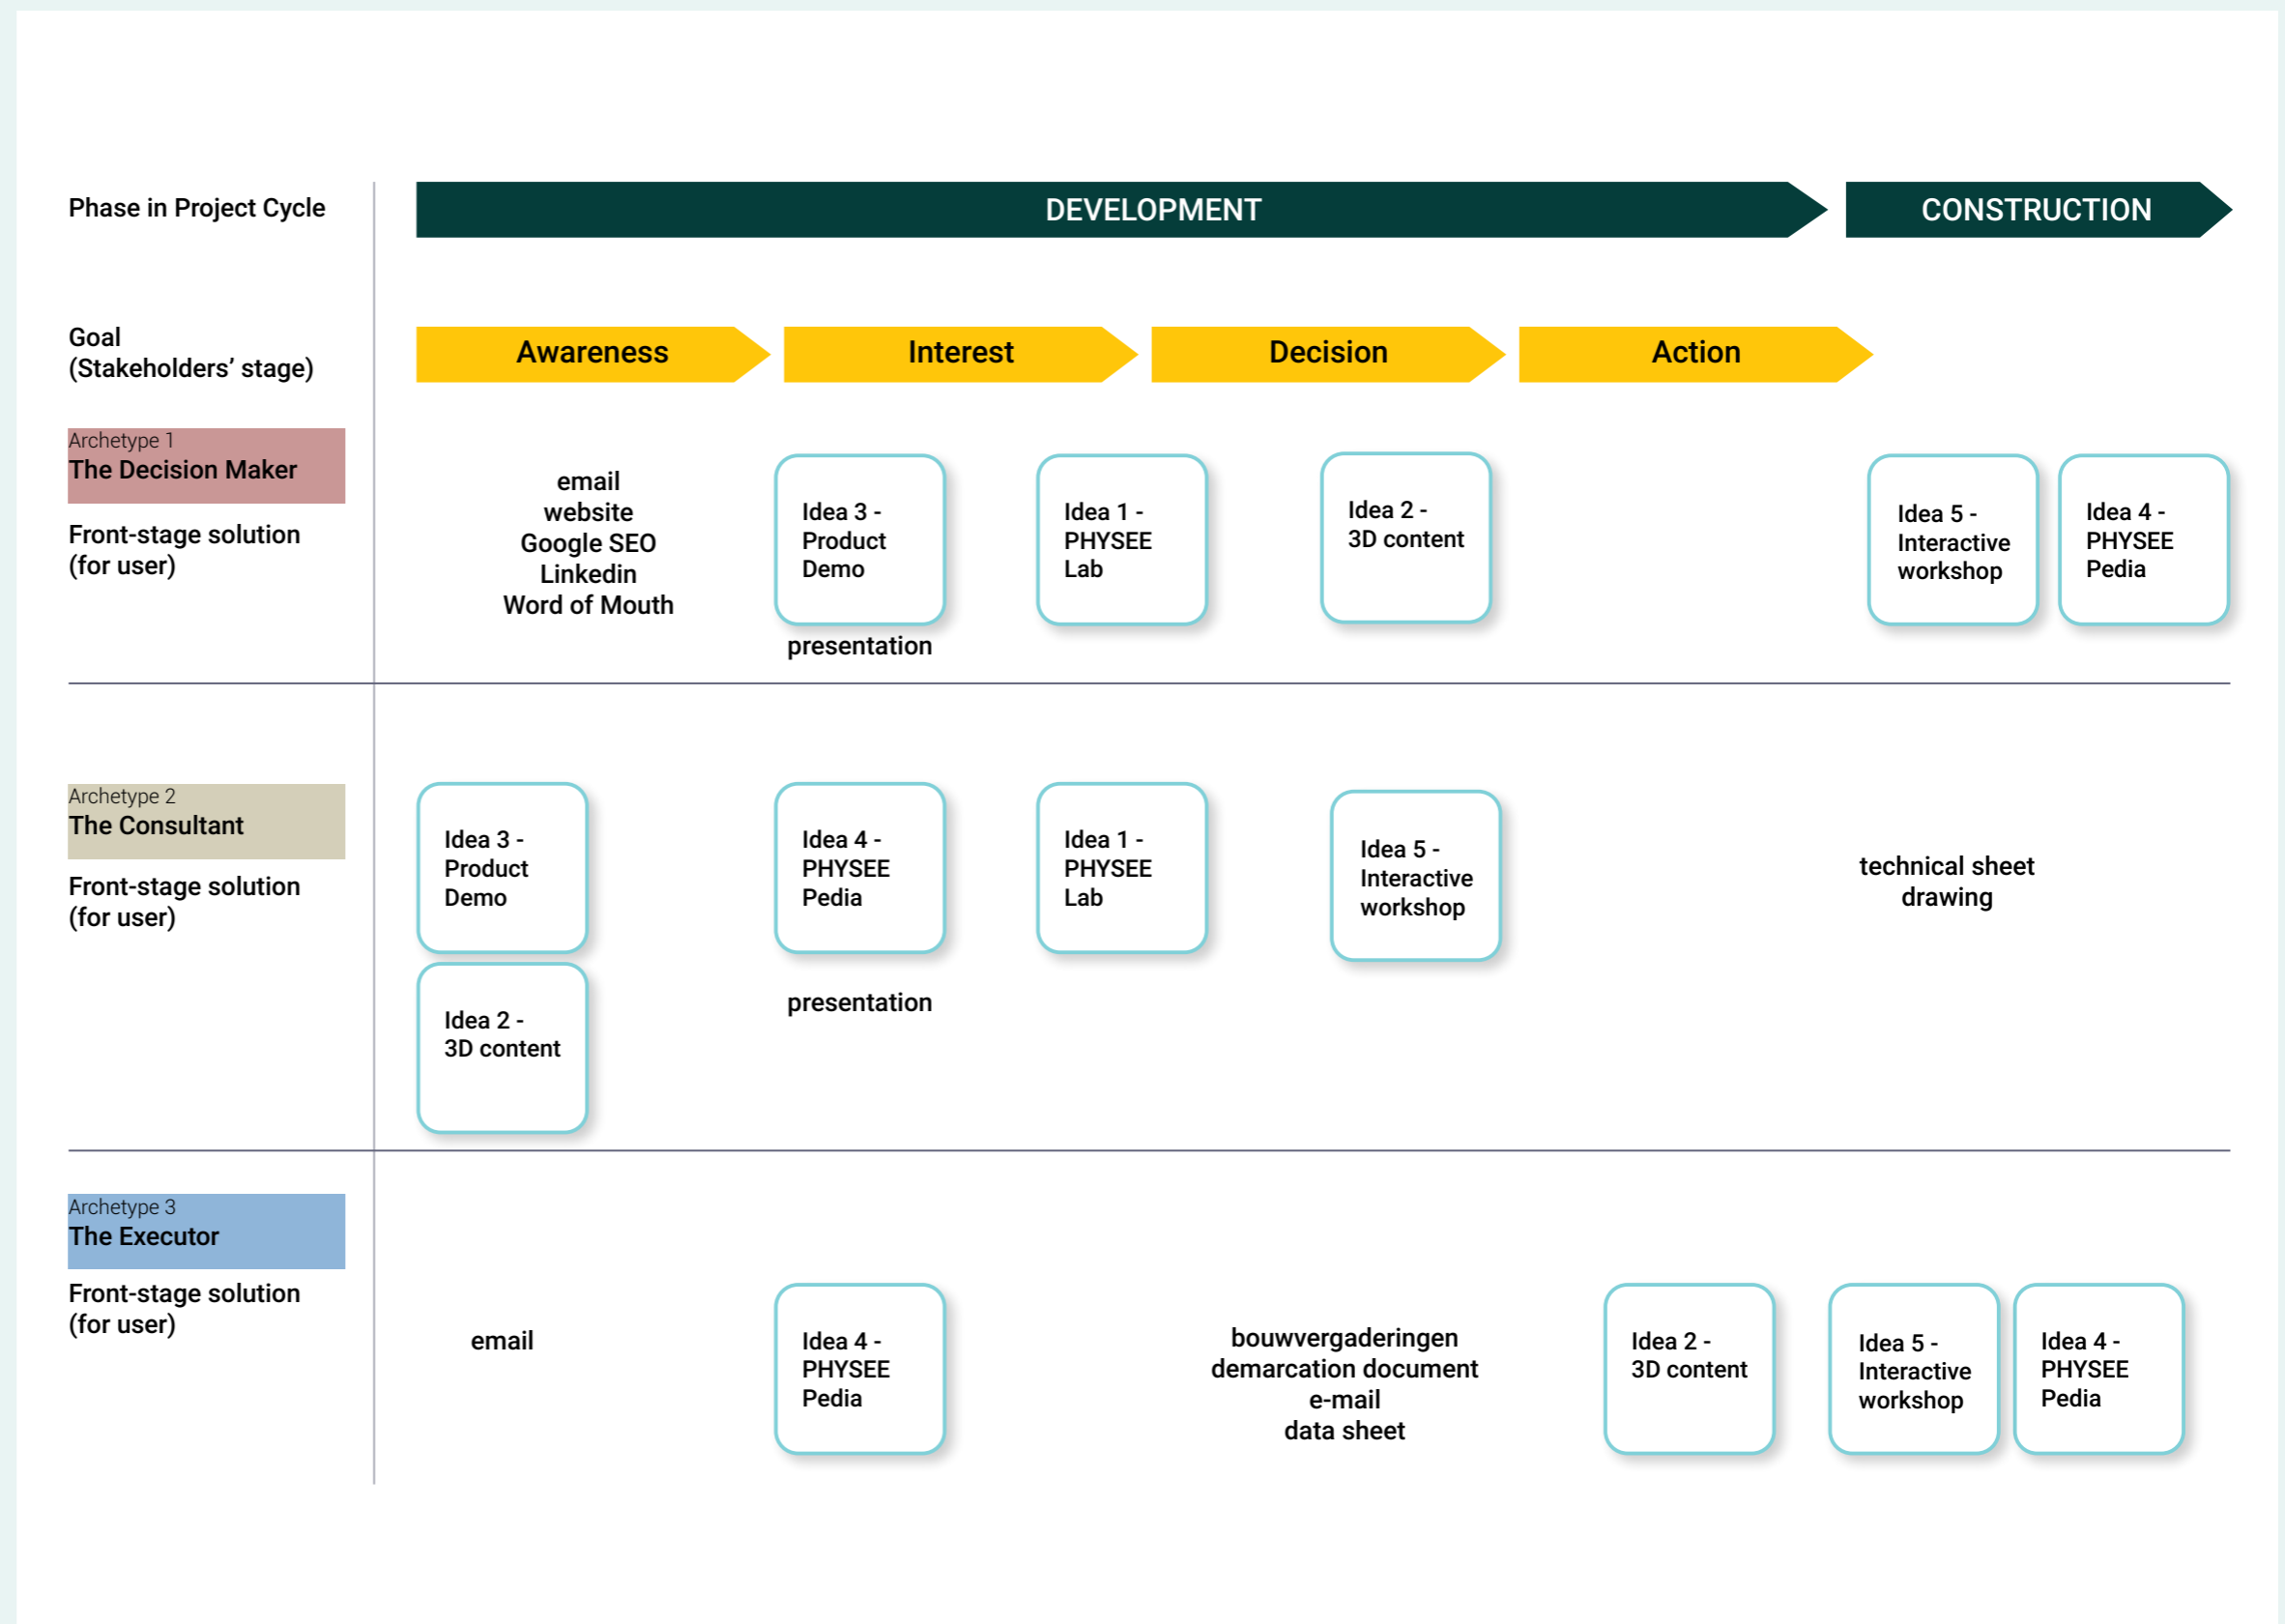 Phase in Project Cycle
DEVELOPMENT
CONSTRUCTION
Goal
(Stakeholders’ stage)
Awareness
Interest
Decision
Action
Archetype 1
The Decision Maker
Front-stage solution
(for user)
email
website
Google SEO
Linkedin
Word of Mouth
Idea 3 -
Product
Demo
presentation
Idea 1 -
PHYSEE
Lab
Idea 2 -
3D content
Idea 5 -
Interactive
workshop
Idea 4 -
PHYSEE
Pedia
Archetype 2
The Consultant
Front-stage solution
(for user)
Idea 3 -
Product
Demo
Idea 2 -
3D content
Idea 4 -
PHYSEE
Pedia
presentation
Idea 1 -
PHYSEE
Lab
Idea 5 -
Interactive
workshop
technical sheet
drawing
Archetype 3
The Executor
Front-stage solution
(for user)
email
Idea 4 -
PHYSEE
Pedia
bouwvergaderingen
demarcation document
e-mail
data sheet
Idea 2 -
3D content
Idea 5 -
Interactive
workshop
Idea 4 -
PHYSEE
Pedia